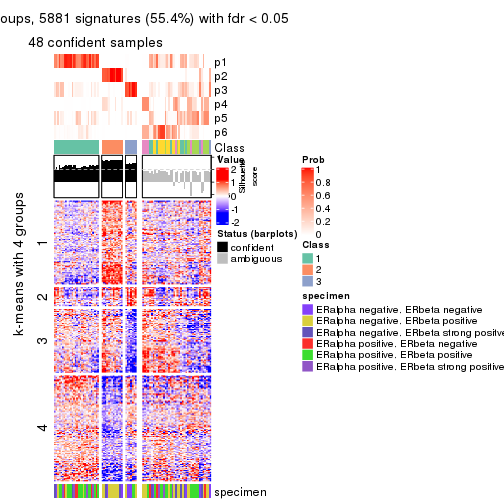 oups, 5881 signatures (55.4%) with fdr < 0.05
48 confident samples
p1
p2
p3
p4
p5
p6
Class
k-means with 4 groups
1
2
3
4
Value
2
1
0
-1
-2
Silhouette
score
Status (barplots)
confident
ambiguous
Prob
1
0.8
0.6
0.4
0.2
0
Class
1
2
3
specimen
ERalpha negative. ERbeta negative
ERalpha negative. ERbeta positive
ERalpha negative. ERbeta strong positive
ERalpha positive. ERbeta negative
ERalpha positive. ERbeta positive
ERalpha positive. ERbeta strong positive
specimen